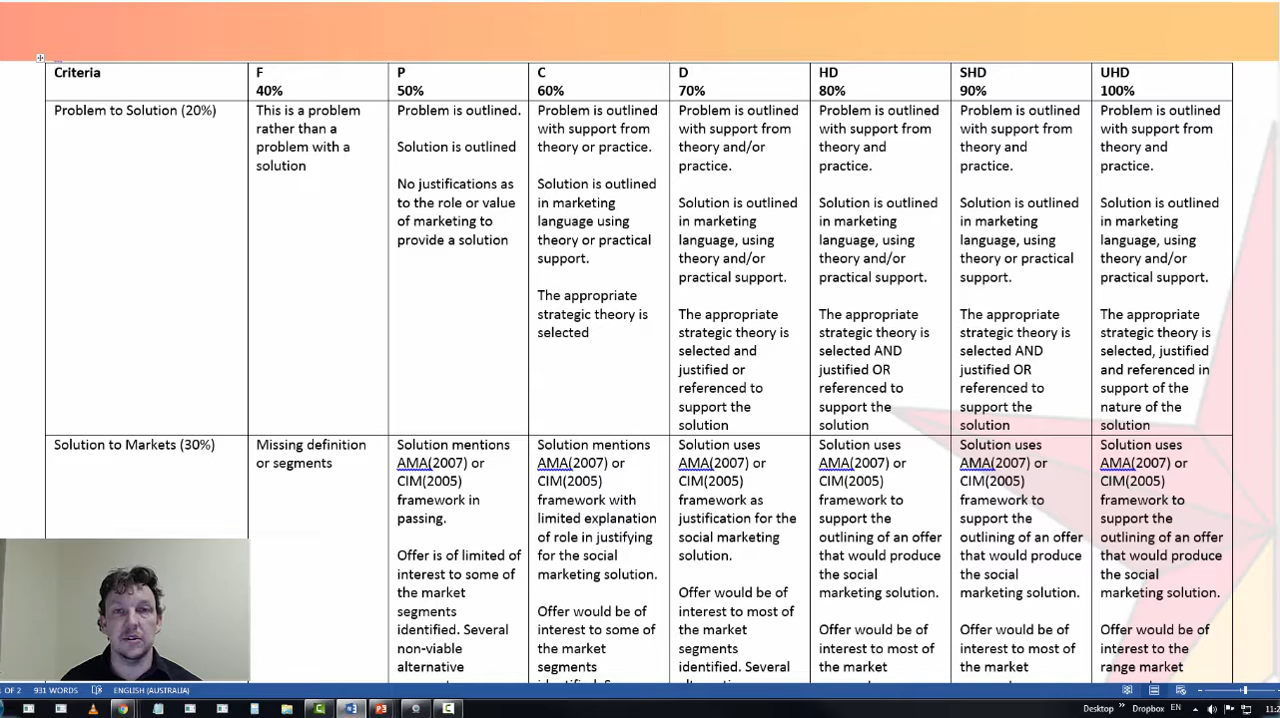 Criteria
F
40%
P
50%
C
60%
D
70%
HD
80%
SHD
90%
UHD
100%
Problem to Solution (20%)
This is a problem
rather than a
problem with a
solution
Problem is outlined.
Solution is outlined
No justifications as
to the role or value
of marketing to
provide a solution
Problem is outlined
with support from
theory or practice.
Solution is outlined
in marketing
language using
theory or practical
support.
The appropriate
strategic theory is
selected
Problem is outlined
with support from
theory and/or
practice.
Solution is outlined
in marketing
language, using
theory and/or
practical support.
The appropriate
strategic theory is
selected and
justified or
referenced to
support the
solution
Problem is outlined
with support from
theory and
practice.
Solution is outlined
in marketing
language, using
theory and/or
practical support.
The appropriate
strategic theory is
selected AND
justified OR
referenced to
support the
solution
Problem is outlined
with support from
theory and
practice.
Solution is outlined
in marketing
language, using
theory or practical
support.
The appropriate
strategic theory is
selected AND
justified OR
referenced to
support the
solution
Problem is outlined
with support from
theory and
practice.
Solution is outlined
in marketing
language, using
theory and/or
practical support.
The appropriate
strategic theory is
selected, justified
and referenced in
support of the
nature of the
solution
Solution to Markets (30%)
Missing definition
or segments
Solution mentions
AMA(2007) or
CIM(2005)
framework in
passing.
Offer is of limited of
interest to some of
the market
segments
identified. Several
non-viable
alternative
Solution mentions
AMA(2007) or
CIM(2005)
framework with
limited explanation
of role in justifying
for the social
marketing solution.
Offer would be of
interest to some of
the market
segments
Solution uses
AMA(2007) or
CIM(2005)
framework as
justification for the
social marketing
solution.
Offer would be of
interest to most of
the market
segments
identified. Several
Solution uses
AMA(2007) or
CIM(2005)
framework to
support the
outlining of an offer
that would produce
the social
marketing solution.
Offer would be of
interest to most of
the market
Solution uses
AMA(2007) or
CIM(2005)
framework to
support the
outlining of an offer
that would produce
the social
marketing solution.
Offer would be of
interest to most of
the market
Solution uses
AMA(2007) or
CIM(2005)
framework to
support the
outlining of an offer
that would produce
the social
marketing solution.
Offer would be of
interest to the
range market
1 OF 2 931 WORDS ENGLISH (AUSTRALIA)
Desktop Dropbox EN 11:2